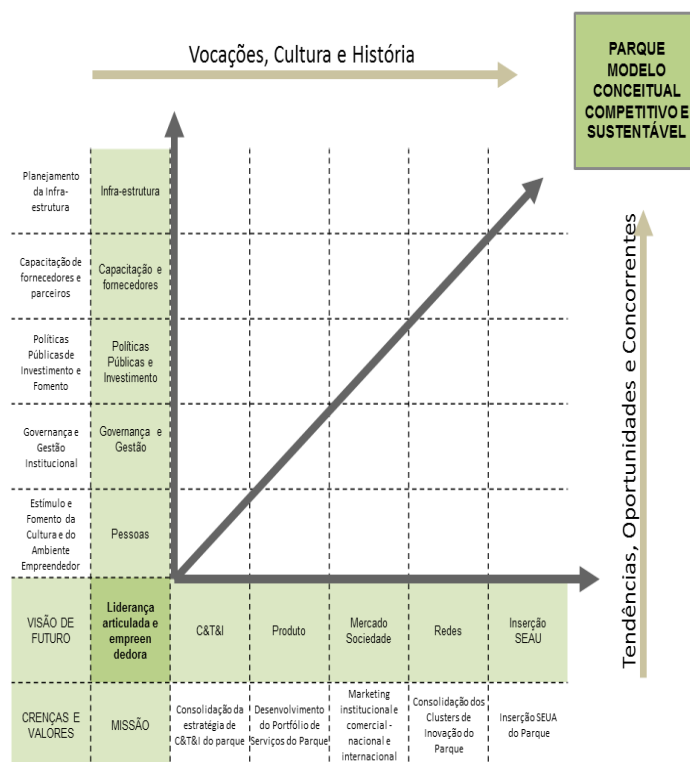 Vocações, Cultura e História
PARQUE
MODELO
CONCEITUAL
COMPETITIVO E
SUSTENTÁVEL
Planejamento
da Infra-
estrutura
Infra-estrutura
Capacitação de
fornecedores e
parceiros
Capacitação e
fornecedores
Políticas
Públicas de
Investimento e
Fomento
Políticas
Públicas e
Investimento
Governança e
Gestão
Institucional
Governança e
Gestão
Estímulo e
Fomento da
Cultura e do
Ambiente
Empreendedor
Pessoas
Tendências, Oportunidades e Concorrentes
VISÃO DE
FUTURO
Liderança
articulada e
empreen
dedora
C&T&I
Produto
Mercado
Sociedade
Redes
Inserção
SEAU
CRENÇAS E
VALORES
MISSÃO
Consolidação da
estratégia de
C&T&I do parque
Desenvolvimento
do Portfólio de
Serviços do Parque
Marketing
institucional e
comercial -
nacional e
internacional
Consolidação dos
Clusters de
Inovação do
Parque
Inserção SEUA
do Parque